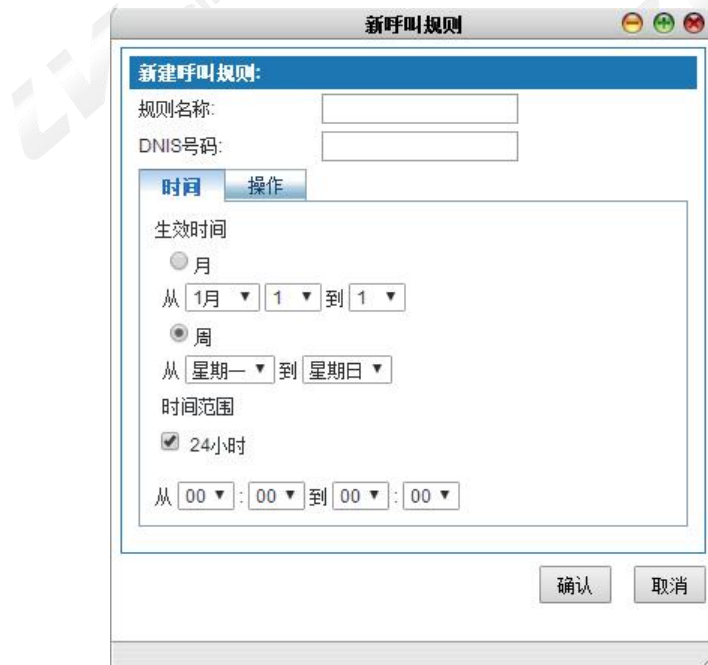 新呼叫规则
新建呼叫规则:
规则名称:
DNIS号码:
时间 操作
生效时间
月
从 1月 1 到 1
周
从 星期一 到 星期日
时间范围
24小时
从 00 : 00 到 00 : 00
确认 取消